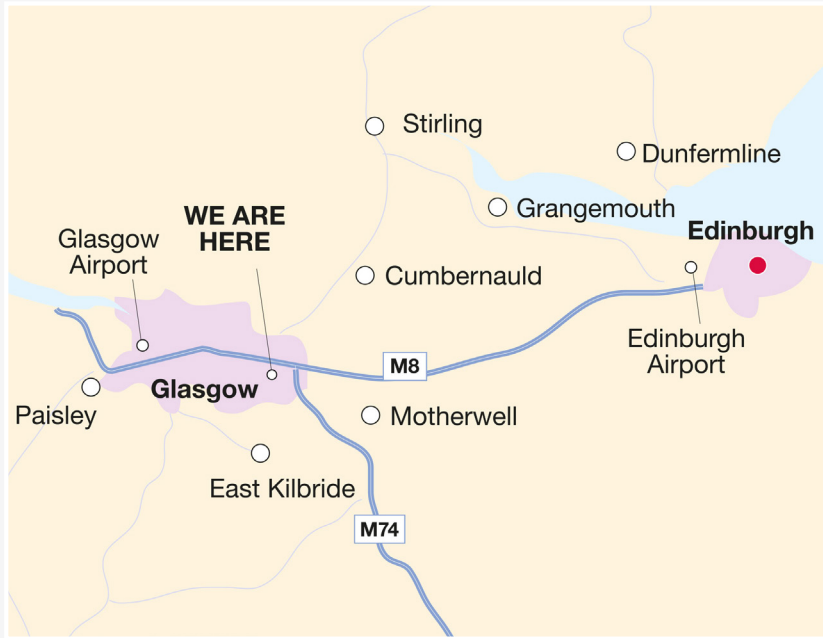 Stirling
Dunfermline
WE ARE
HERE
Grangemouth
Glasgow
Airport
Edinburgh
Cumbernauld
Edinburgh
Airport
M8
Glasgow
Paisley
Motherwell
East Kilbride
M74